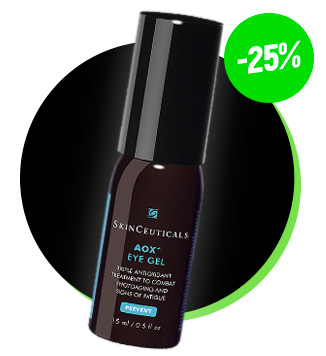 -25%
SKINCEUTICALS
AOX+
EYE GEL
TRIPLE ANTIOXIDANT
TREATMENT TO COMBAT
PHOTOAGING AND
SIGNS OF FATIGUE
PREVENT
15 ml / 0.5 fl oz